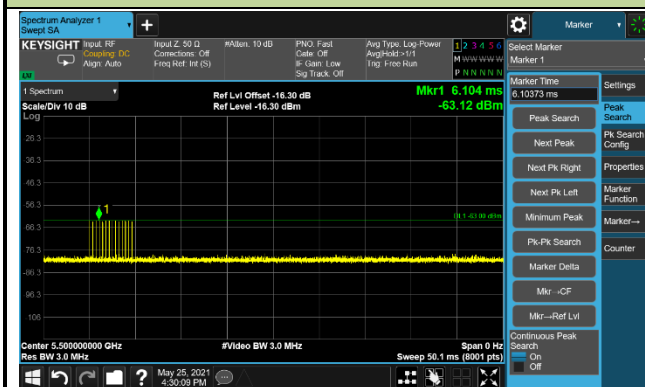 Spectrum Analyzer 1
Swept SA
Marker
KEYSIGHT
Input: RF
Coupling: DC
Align: Auto
Input Z: 50 Ω
Corrections: Off
Freq Ref: Int (S)
#Atten: 10 dB
PNO: Fast
Gate: Off
IF Gain: Low
Sig Track: Off
Avg Type: Log-Power
Avg|Hold:>1/1
Trig: Free Run
1 2 3 4 5 6
M W W W W W
P N N N N N
Select Marker
Marker 1
LXI
1 Spectrum
Scale/Div 10 dB
Log
Ref Lvl Offset -16.30 dB
Ref Level -16.30 dBm
Mkr1 6.104 ms
-63.12 dBm
Marker Time
6.10373 ms
Settings
Peak Search
Peak
Search
Next Peak
Pk Search
Config
Next Pk Right
Properties
Next Pk Left
Marker
Function
Minimum Peak
Marker→
Pk-Pk Search
Counter
Marker Delta
Mkr→CF
Mkr→Ref Lvl
Continuous Peak
Search
On
Off
-26.3
-36.3
-46.3
-56.3
-66.3
-76.3
-86.3
-96.3
-106
1
DL1 -63.00 dBm
Center 5.500000000 GHz
Res BW 3.0 MHz
#Video BW 3.0 MHz
Span 0 Hz
Sweep 50.1 ms (8001 pts)
?
May 25, 2021
4:30:09 PM